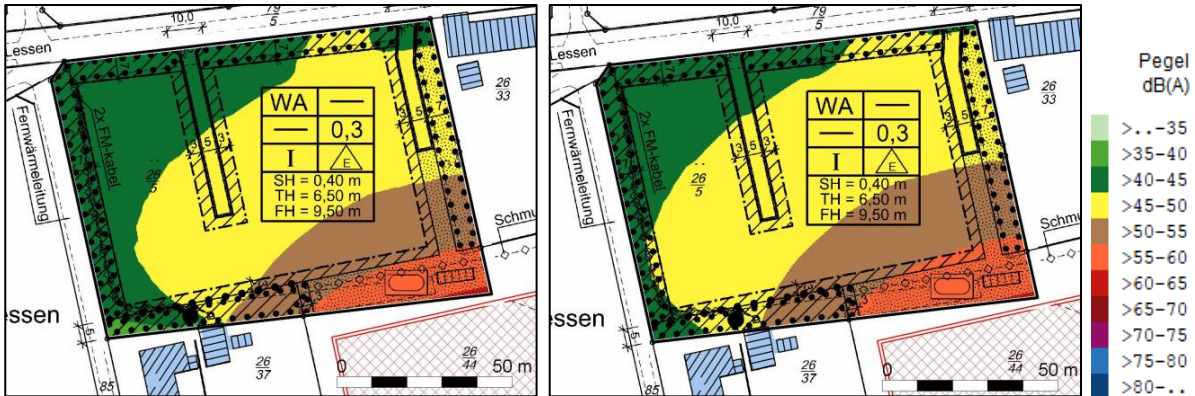 10,0
79
5
Lessen
26
33
WA
0,3
I
E
SH = 0,40 m
TH = 6,50 m
FH = 9,50 m
3 5 3
3 5
7
2x FM-kabel
Fernwärmeleitung
26
5
Schmu
ssen
5
85
26
37
26
44
0
50 m
10,0
79
5
Lessen
26
33
WA
0,3
I
E
SH = 0,40 m
TH = 6,50 m
FH = 9,50 m
3 5 3
3 5
7
2x FM-kabel
Fernwärmeleitung
26
5
Schmu
ssen
5
85
26
37
26
44
0
50 m
Pegel
dB(A)
>..-35
>35-40
>40-45
>45-50
>50-55
>55-60
>60-65
>65-70
>70-75
>75-80
>80-..